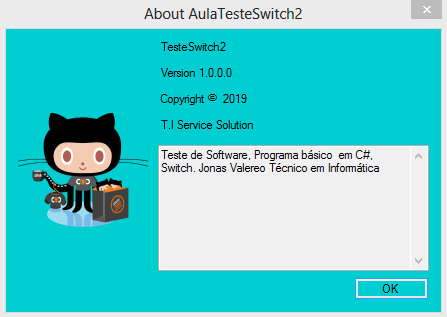 About AulaTesteSwitch2
TesteSwitch2
Version 1.0.0.0
Copyright © 2019
T.I Service Solution
Teste de Software, Programa básico em C#,
Switch. Jonas Valereo Técnico em Informática
OK